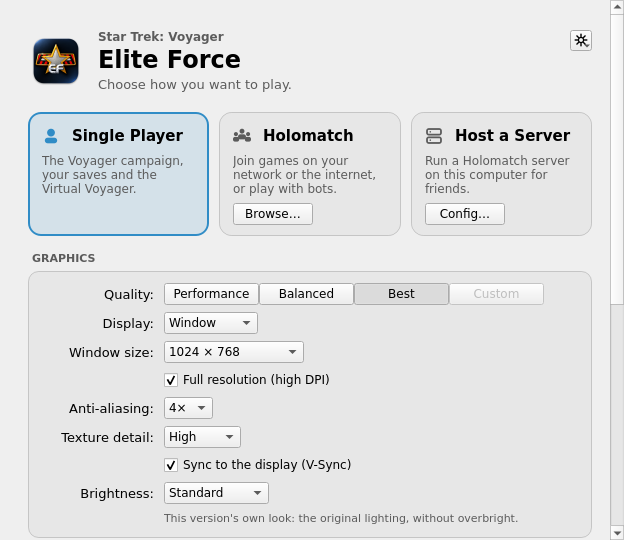 Star Trek: Voyager
Elite Force
Choose how you want to play.
EF
Single Player
The Voyager campaign,
your saves and the
Virtual Voyager.
Holomatch
Join games on your
network or the internet,
or play with bots.
Browse...
Host a Server
Run a Holomatch server
on this computer for
friends.
Config...
GRAPHICS
Quality: Performance Balanced Best Custom
Display: Window
Window size: 1024 × 768
Full resolution (high DPI)
Anti-aliasing: 4×
Texture detail: High
Sync to the display (V-Sync)
Brightness: Standard
This version's own look: the original lighting, without overbright.